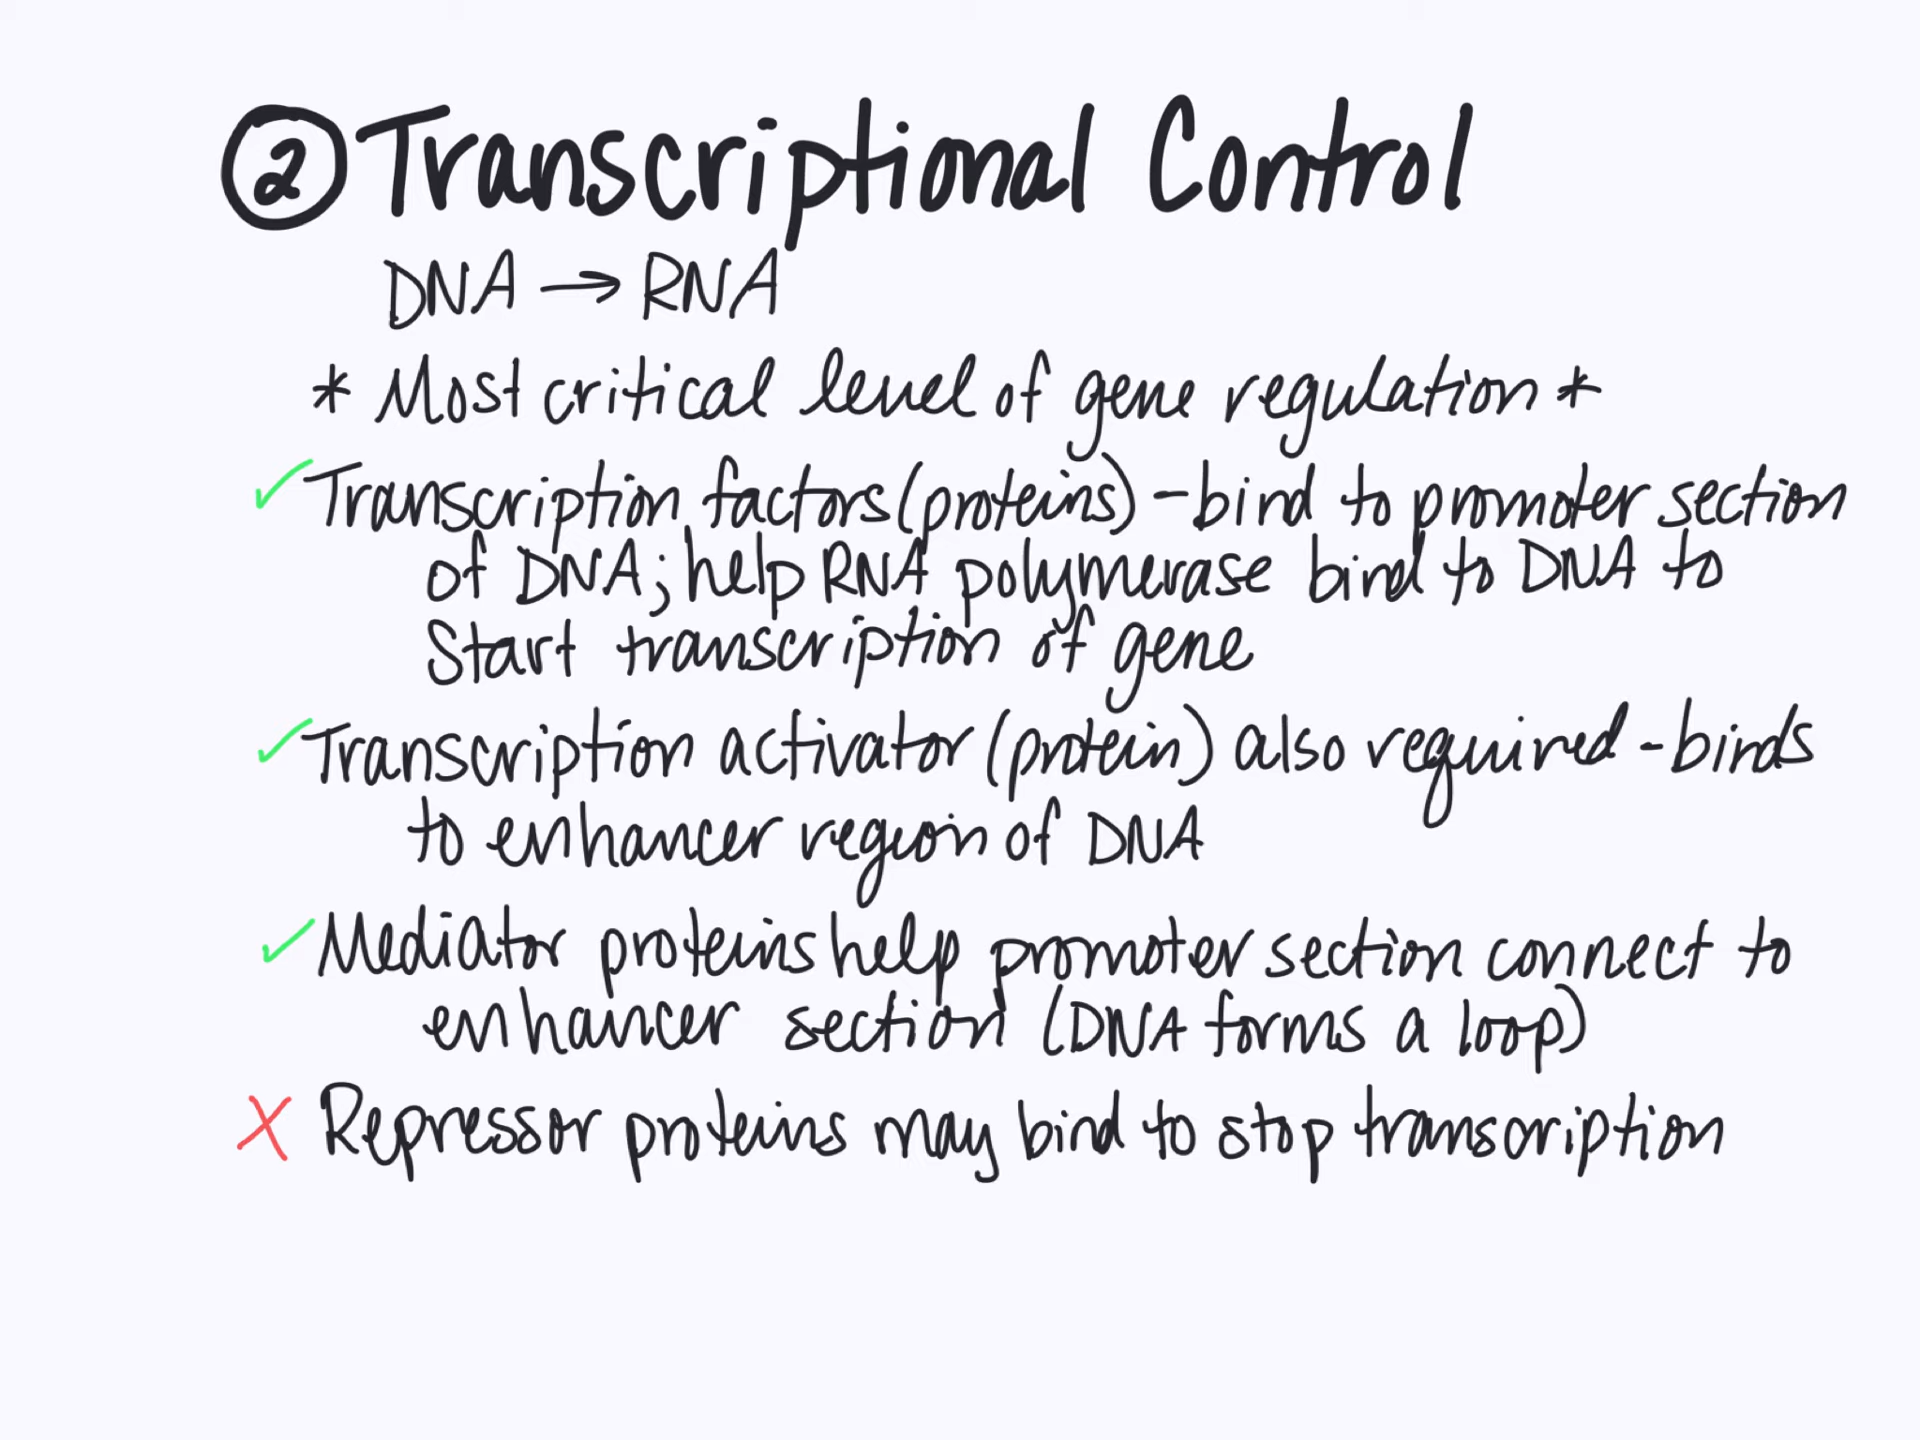 ② Transcriptional Control
DNA → RNA
* Most critical level of gene regulation *
✓ Transcription factors (proteins) - bind to promoter section
of DNA; help RNA polymerase bind to DNA to
Start transcription of gene
✓ Transcription activator (protein) also required - binds
to enhancer region of DNA
✓ Mediator proteins help promoter section connect to
enhancer section (DNA forms a loop)
X Repressor proteins may bind to stop transcription